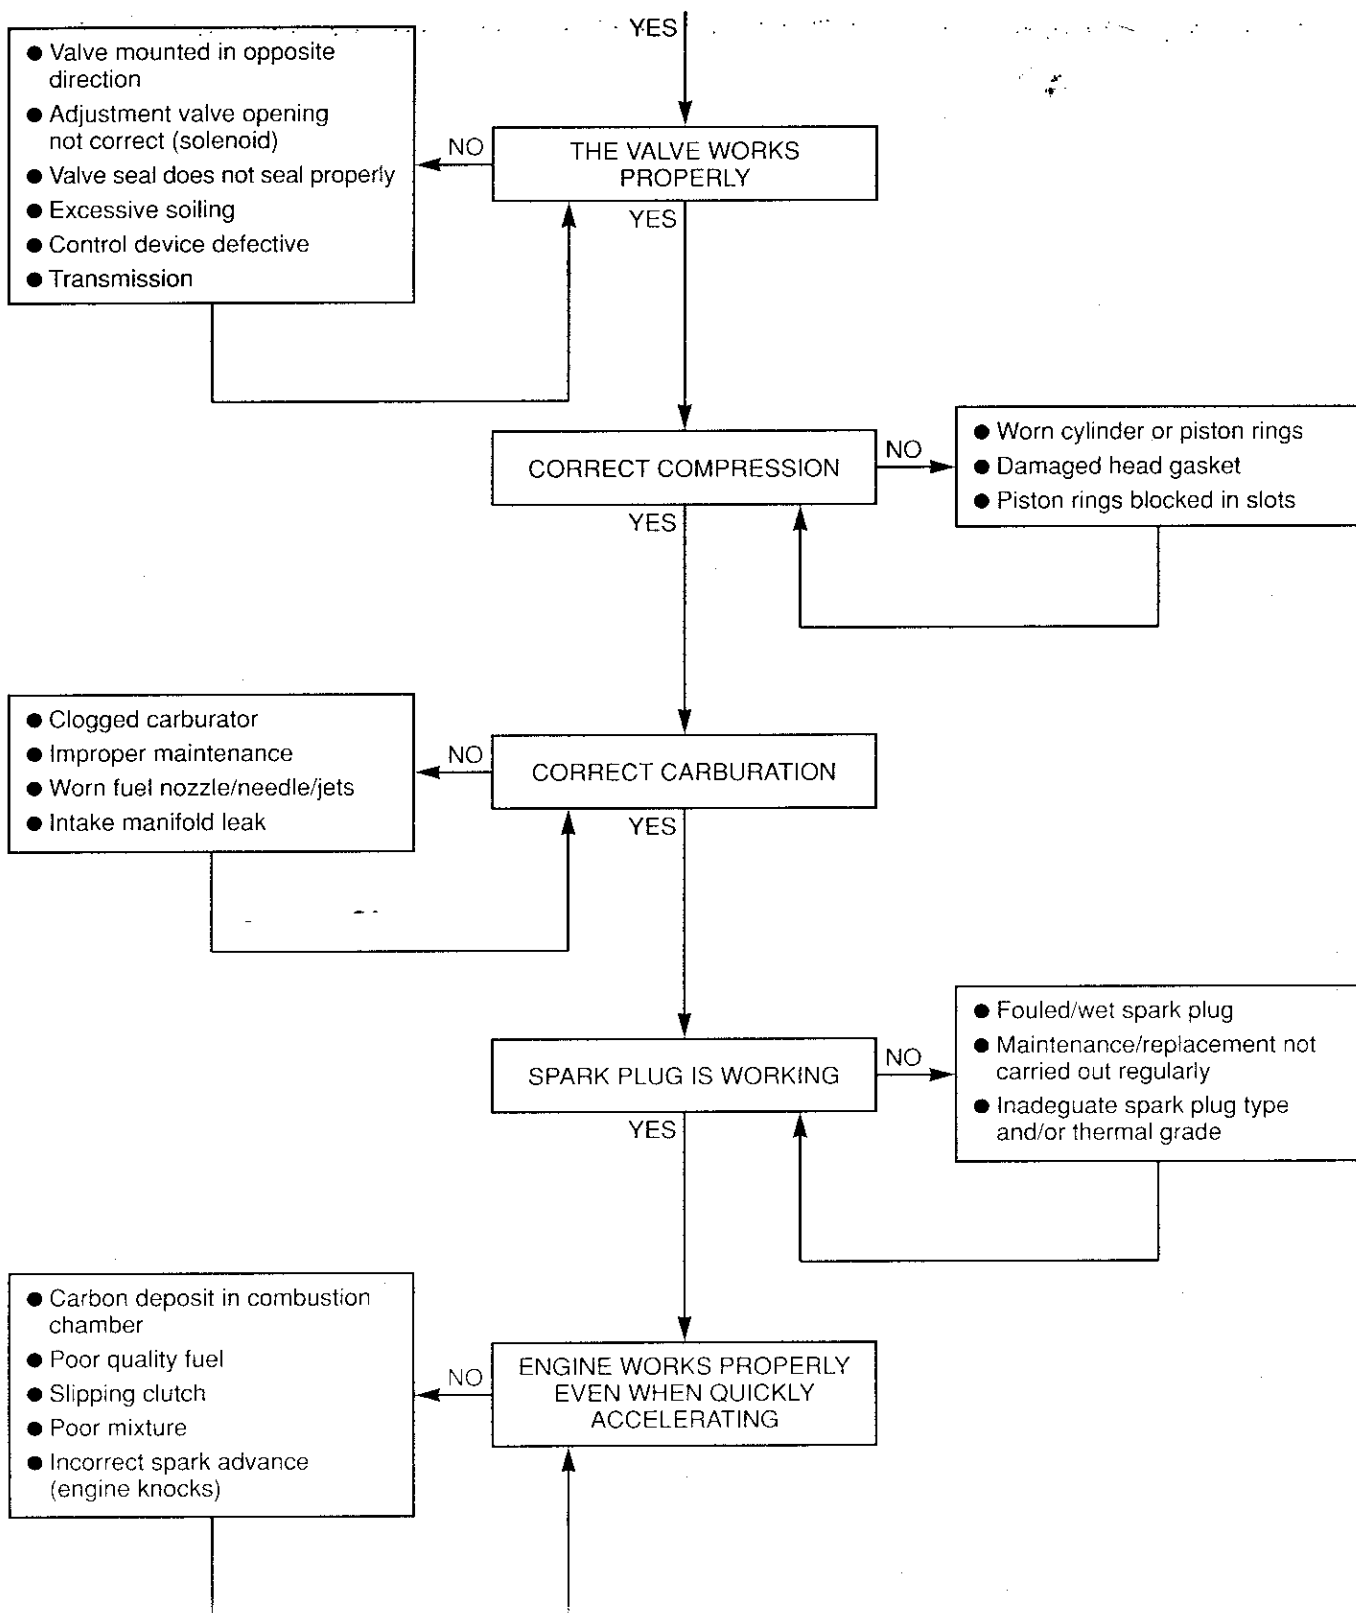 YES
● Valve mounted in opposite
direction
● Adjustment valve opening
not correct (solenoid)
● Valve seal does not seal properly
● Excessive soiling
● Control device defective
● Transmission
NO
THE VALVE WORKS
PROPERLY
YES
CORRECT COMPRESSION
NO
● Worn cylinder or piston rings
● Damaged head gasket
● Piston rings blocked in slots
YES
● Clogged carburator
● Improper maintenance
● Worn fuel nozzle/needle/jets
● Intake manifold leak
NO
CORRECT CARBURATION
YES
SPARK PLUG IS WORKING
NO
● Fouled/wet spark plug
● Maintenance/replacement not
carried out regularly
● Inadeguate spark plug type
and/or thermal grade
YES
● Carbon deposit in combustion
chamber
● Poor quality fuel
● Slipping clutch
● Poor mixture
● Incorrect spark advance
(engine knocks)
NO
ENGINE WORKS PROPERLY
EVEN WHEN QUICKLY
ACCELERATING